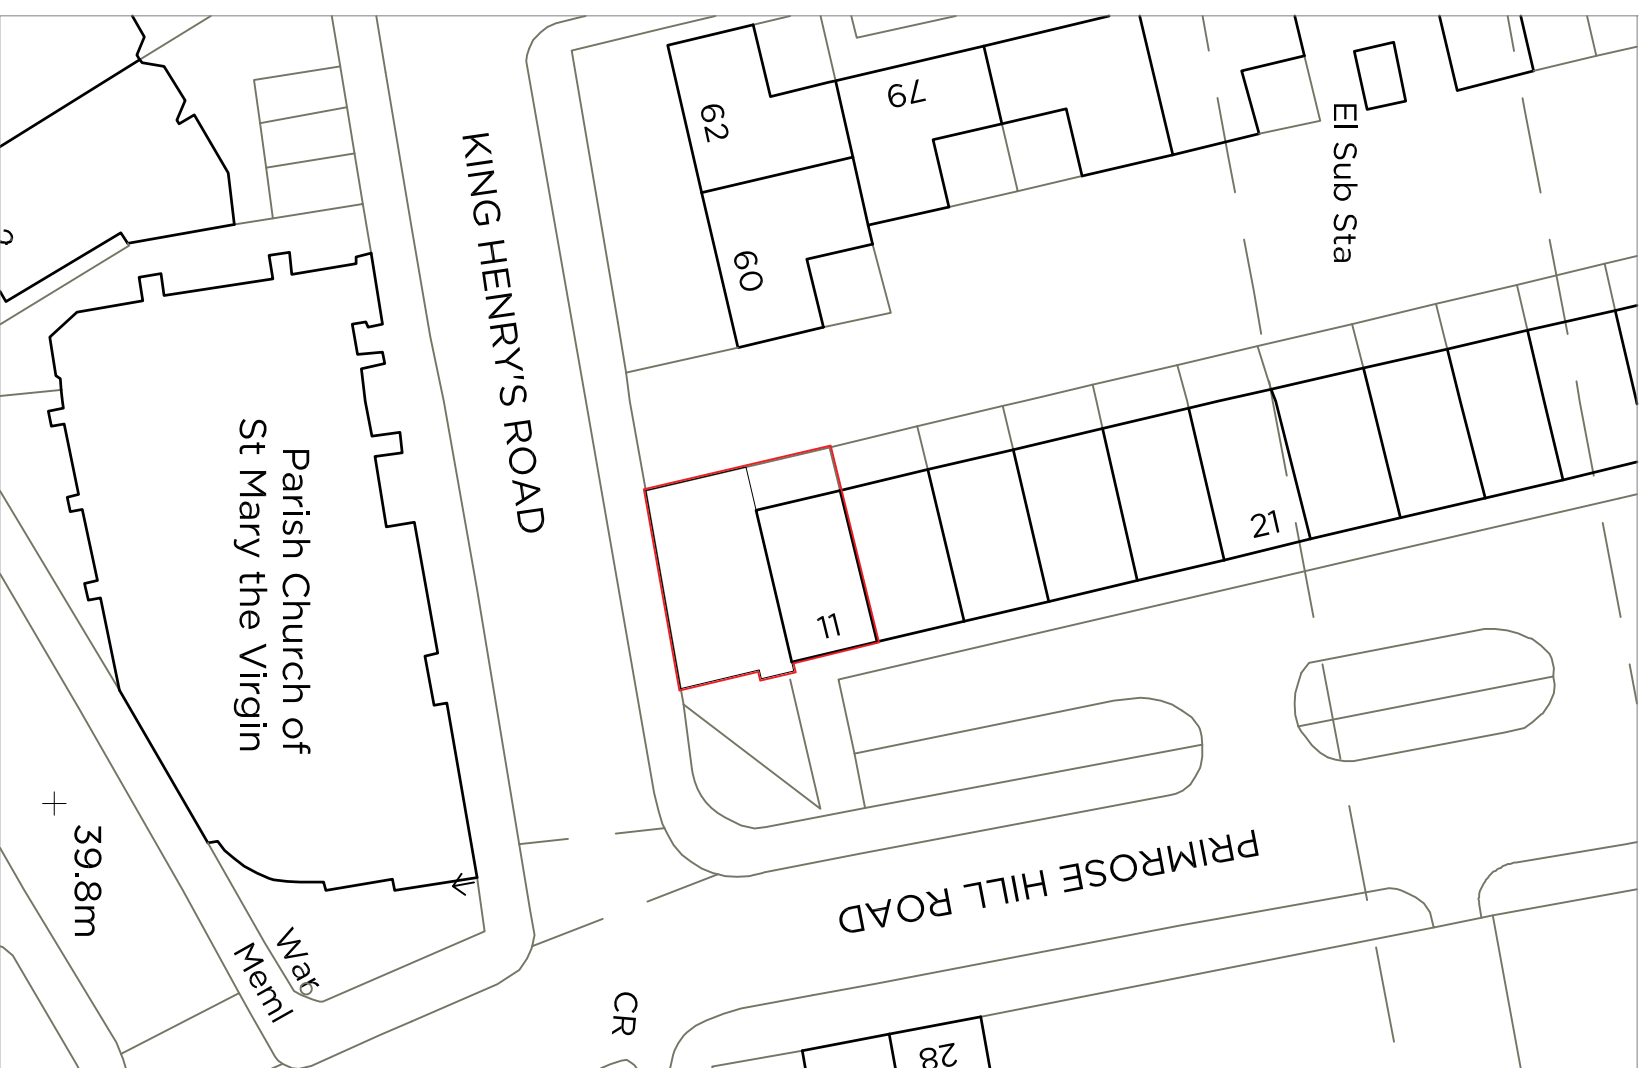 62
79
El Sub Sta
KING HENRY'S ROAD
60
Parish Church of
St Mary the Virgin
21
11
39.8m
PRIMROSE HILL ROAD
War
Meml
CR
28